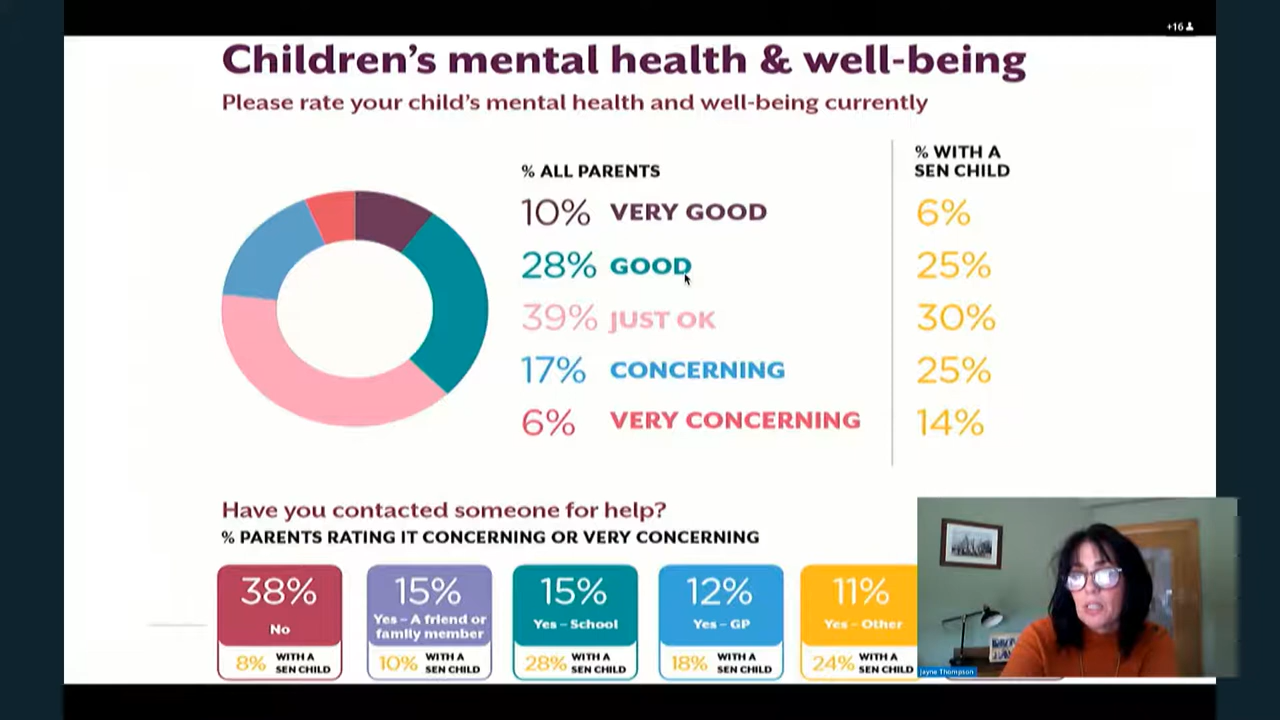 +16
Children's mental health & well-being
Please rate your child's mental health and well-being currently
% ALL PARENTS
% WITH A
SEN CHILD
10% VERY GOOD 6%
28% GOOD 25%
39% JUST OK 30%
17% CONCERNING 25%
6% VERY CONCERNING 14%
Have you contacted someone for help?
% PARENTS RATING IT CONCERNING OR VERY CONCERNING
38%
No
8% WITH A
SEN CHILD
15%
Yes – A friend or
family member
10% WITH A
SEN CHILD
15%
Yes – School
28% WITH A
SEN CHILD
12%
Yes – GP
18% WITH A
SEN CHILD
11%
Yes – Other
24% WITH A
SEN CHILD
Jayne Thompson